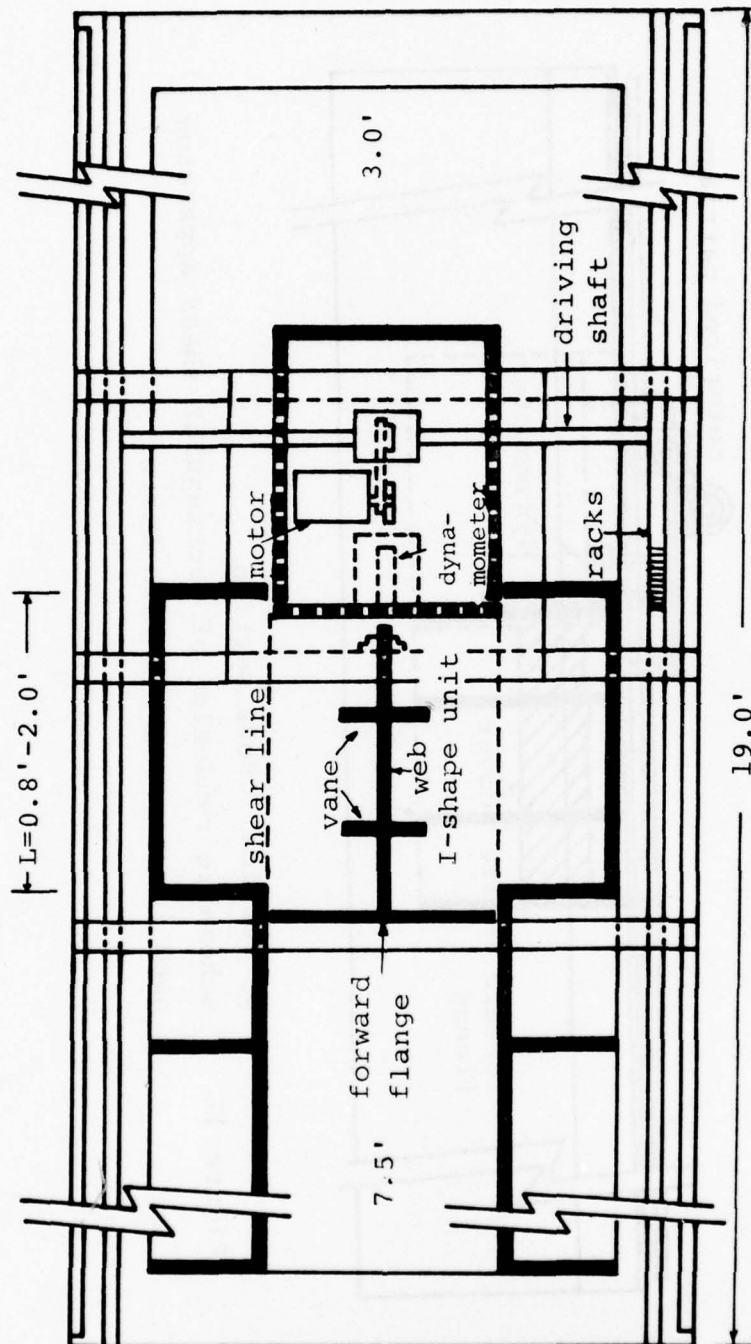 L=0.8'-2.0'
3.0'
motor
dyna-
mometer
driving
shaft
racks
shear line
vane
web
I-shape unit
forward
flange
7.5'
19.0'